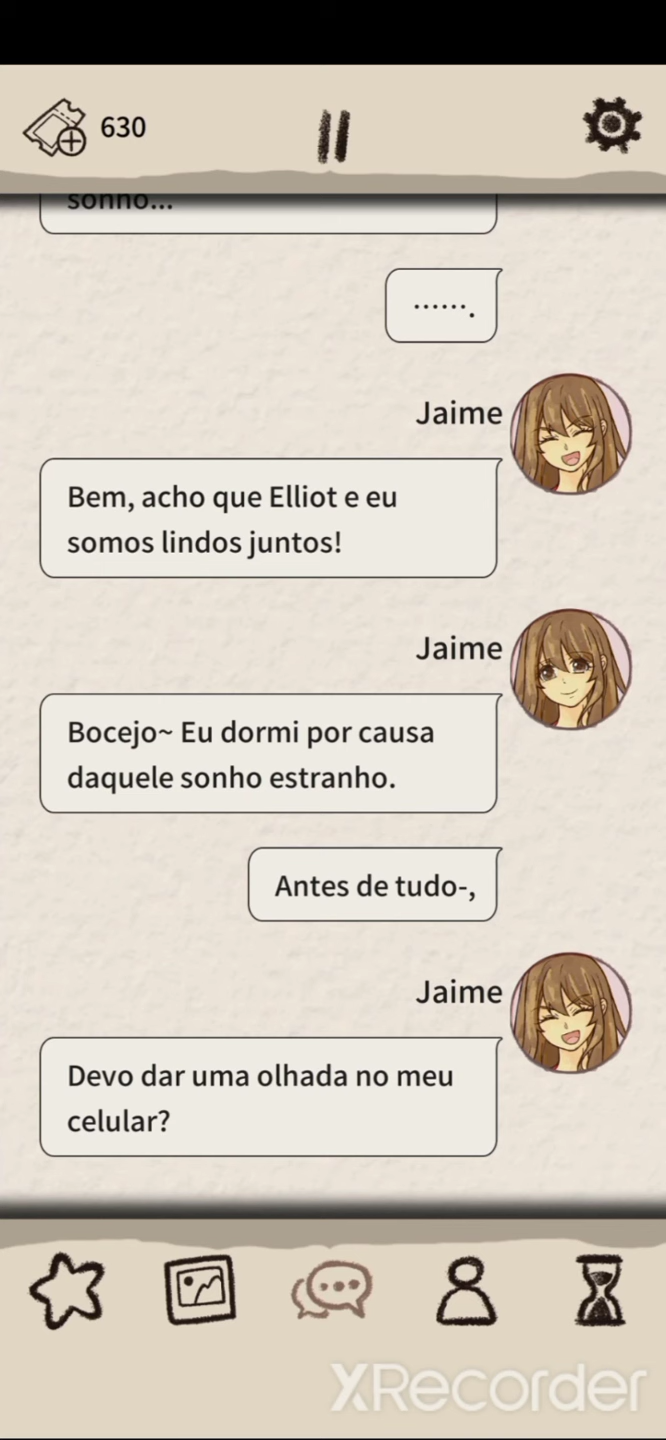 630
sonho...
.......
Jaime
Bem, acho que Elliot e eu
somos lindos juntos!
Jaime
Bocejo~ Eu dormi por causa
daquele sonho estranho.
Antes de tudo-,
Jaime
Devo dar uma olhada no meu
celular?
XRecorder